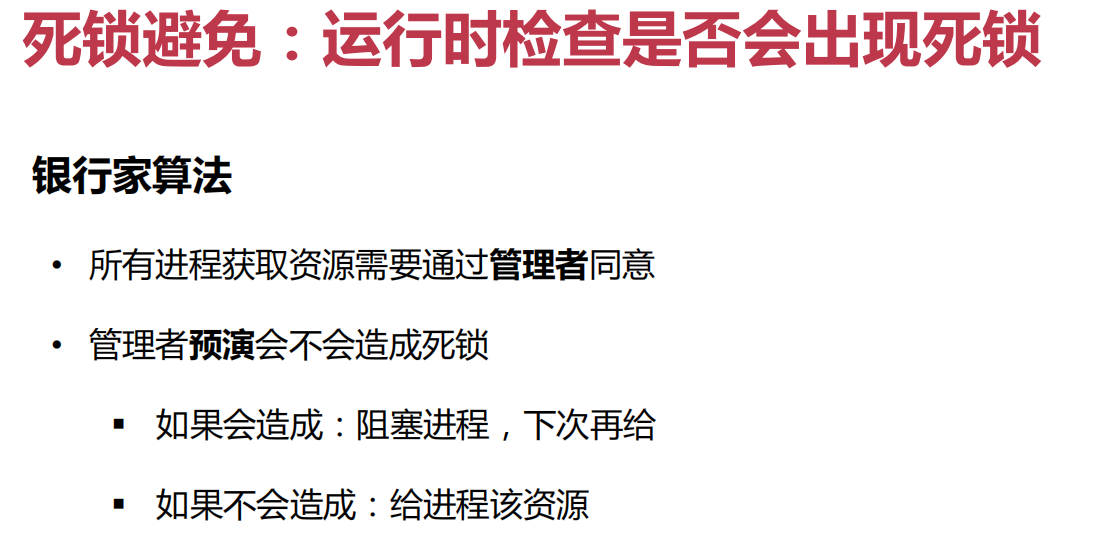 死锁避免：运行时检查是否会出现死锁
银行家算法
• 所有进程获取资源需要通过管理者同意
• 管理者预演会不会造成死锁
▪ 如果会造成：阻塞进程，下次再给
▪ 如果不会造成：给进程该资源